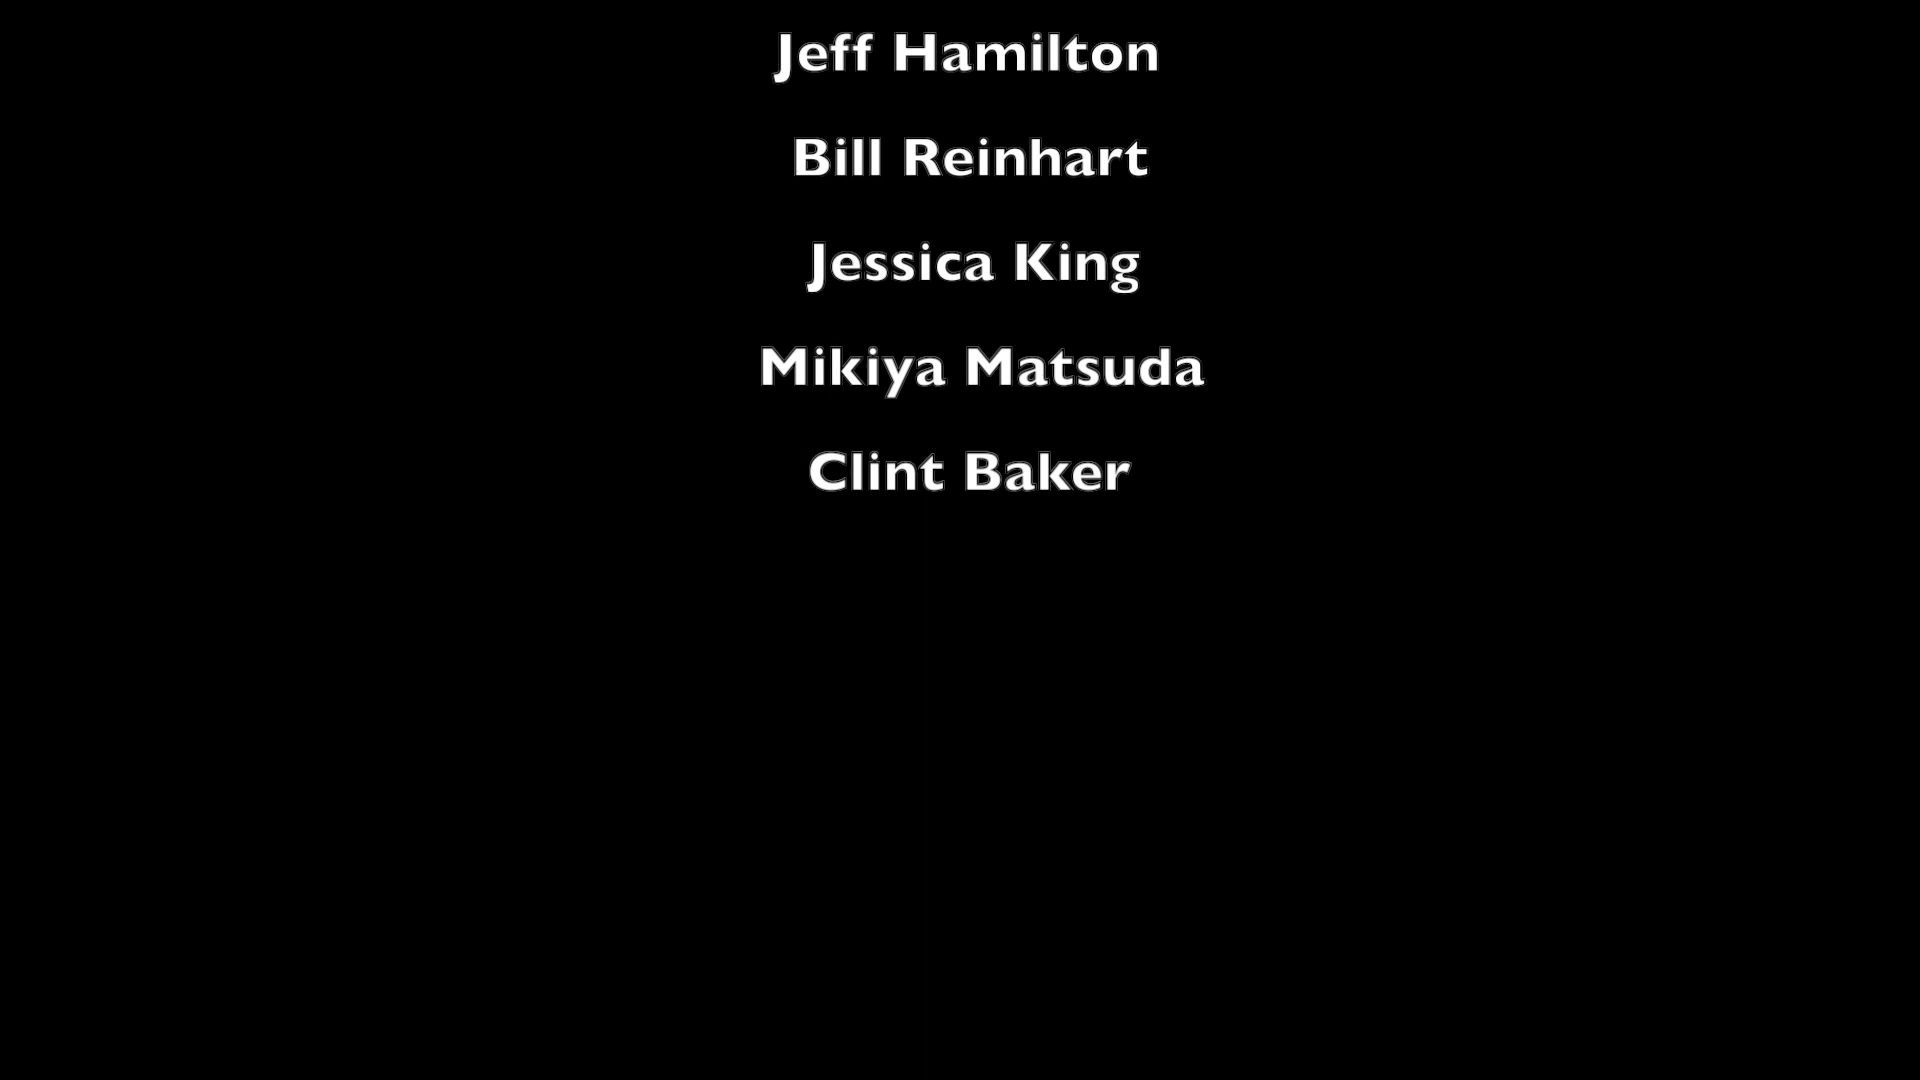 Jeff Hamilton
Bill Reinhart
Jessica King
Mikiya Matsuda
Clint Baker